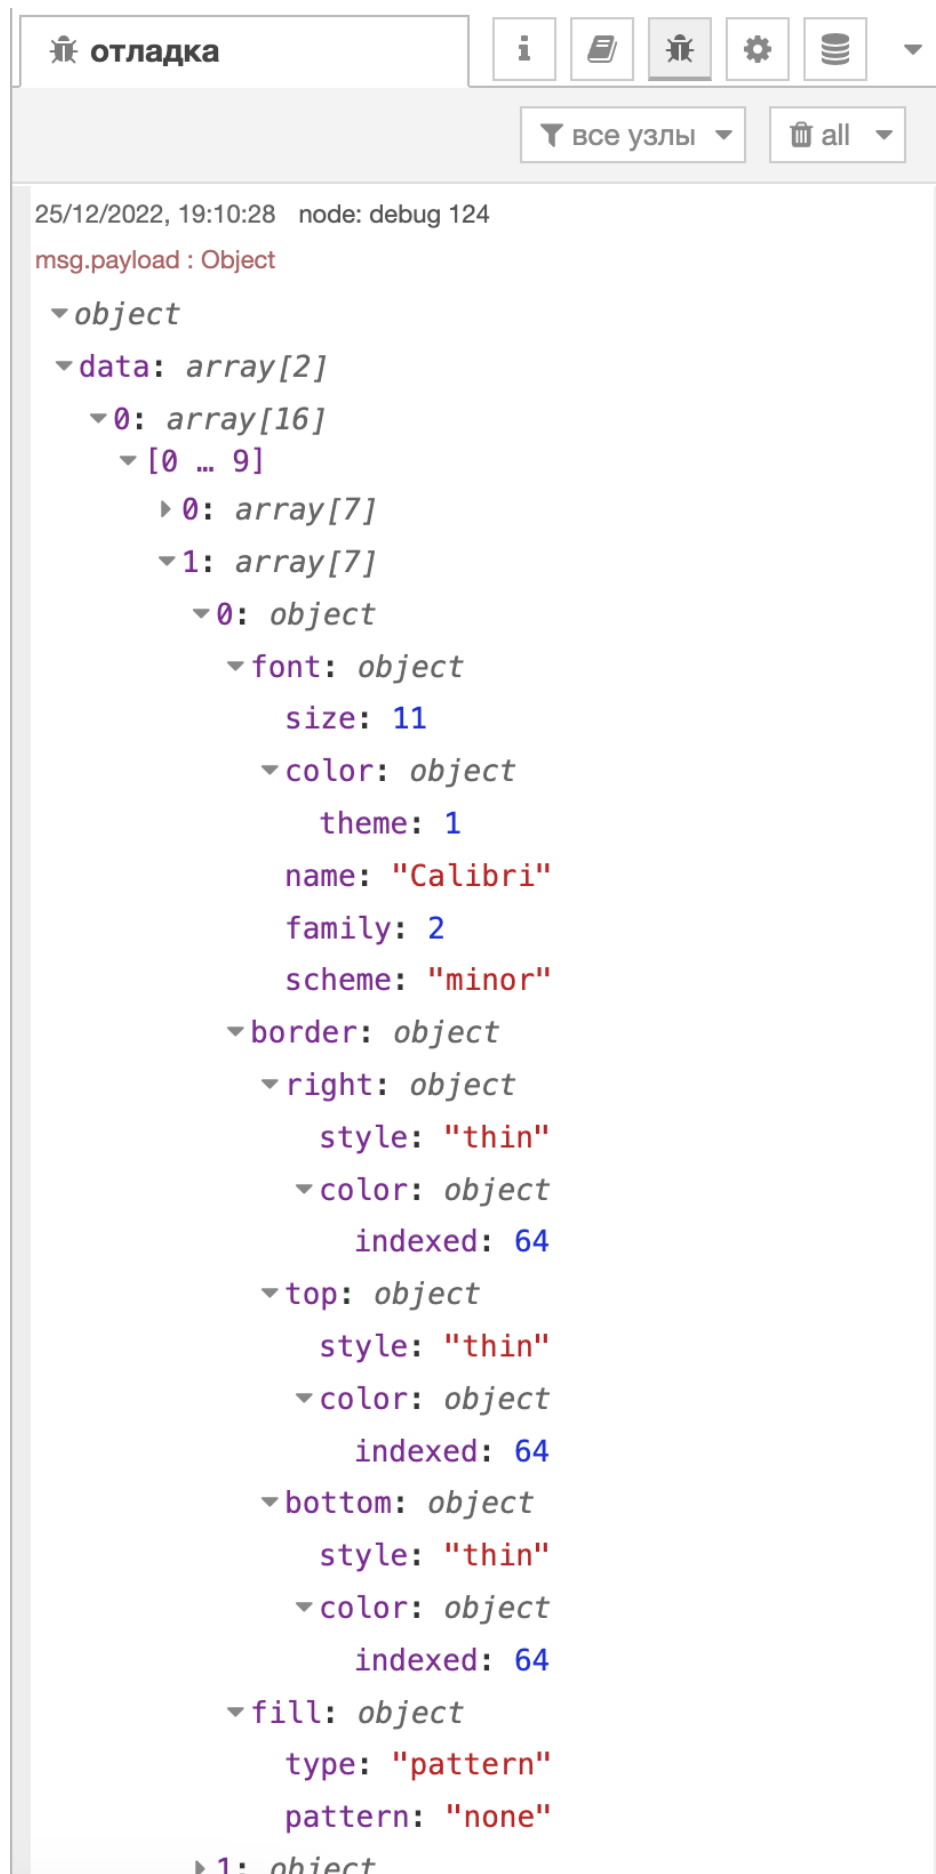 отладка
все узлы all
25/12/2022, 19:10:28 node: debug 124
msg.payload : Object
object
data: array[2]
0: array[16]
[0 … 9]
0: array[7]
1: array[7]
0: object
font: object
size: 11
color: object
theme: 1
name: "Calibri"
family: 2
scheme: "minor"
border: object
right: object
style: "thin"
color: object
indexed: 64
top: object
style: "thin"
color: object
indexed: 64
bottom: object
style: "thin"
color: object
indexed: 64
fill: object
type: "pattern"
pattern: "none"
1: object